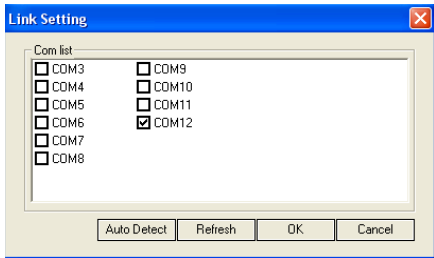 Link Setting
Com list
COM3 COM9
COM4 COM10
COM5 COM11
COM6 COM12
COM7
COM8
Auto Detect Refresh OK Cancel